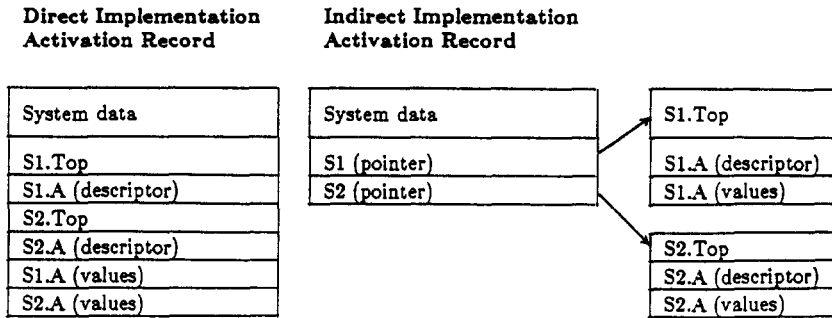 Direct Implementation
Activation Record
System data
S1.Top
S1.A (descriptor)
S2.Top
S2.A (descriptor)
S1.A (values)
S2.A (values)
Indirect Implementation
Activation Record
System data
S1 (pointer)
S2 (pointer)
S1.Top
S1.A (descriptor)
S1.A (values)
S2.Top
S2.A (descriptor)
S2.A (values)